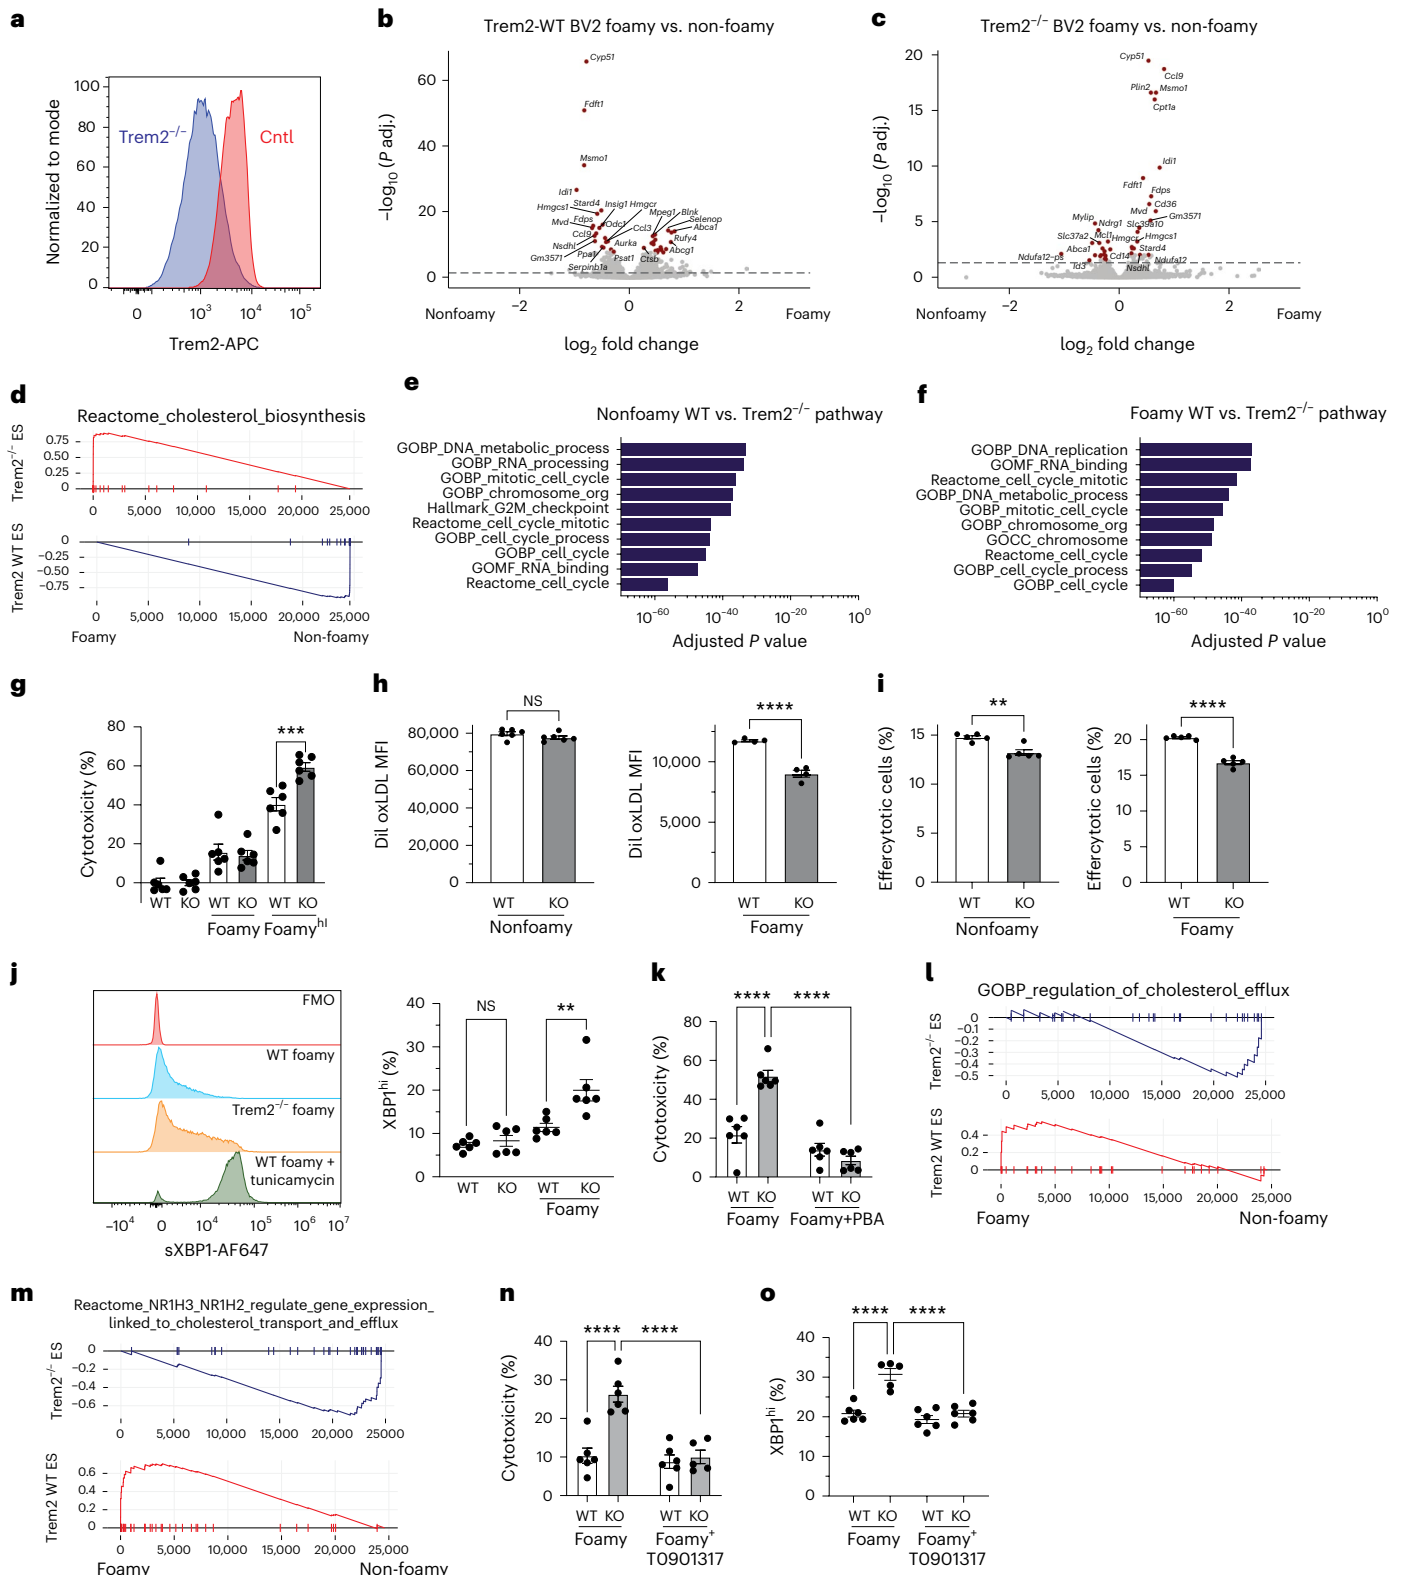 a
Normalized to mode
100
80
60
40
20
0
Trem2−/−
Cntl
0
10³
10⁴
10⁵
Trem2-APC
b
Trem2-WT BV2 foamy vs. non-foamy
−log₁₀ (P adj.)
60
40
20
0
Cyp51
Fdft1
Msmo1
Idi1
Hmgcs1
Stard4
Insig1
Hmgcr
Mvd
Fdps
Odc1
Mpeg1
Blnk
Selenop
Abca1
Ccl9
Ccl3
Nsdhl
Aurka
Rufy4
Gm3571
Ppa1
Psat1
Ctsb
Abcg1
Serpinb1a
−2
0
2
Nonfoamy
Foamy
log₂ fold change
c
Trem2−/− BV2 foamy vs. non-foamy
−log₁₀ (P adj.)
20
15
10
5
0
Cyp51
Ccl9
Plin2
Msmo1
Cpt1a
Idi1
Fdft1
Fdps
Cd36
Mvd
Gm3571
Mylip
Ndrg1
Slc39a10
Slc37a2
Mcl1
Hmgcr
Hmgcs1
Abca1
Cd14
Stard4
Ndufa12-ps
Id3
Nsdhl
Ndufa12
−2
0
2
Nonfoamy
Foamy
log₂ fold change
d
Reactome_cholesterol_biosynthesis
Trem2−/− ES
0.75
0.50
0.25
0
0
5,000
10,000
15,000
20,000
25,000
Trem2 WT ES
0
−0.25
−0.50
−0.75
0
5,000
10,000
15,000
20,000
25,000
Foamy
Non-foamy
e
Nonfoamy WT vs. Trem2−/− pathway
GOBP_DNA_metabolic_process
GOBP_RNA_processing
GOBP_mitotic_cell_cycle
GOBP_chromosome_org
Hallmark_G2M_checkpoint
Reactome_cell_cycle_mitotic
GOBP_cell_cycle_process
GOBP_cell_cycle
GOMF_RNA_binding
Reactome_cell_cycle
10⁻⁶⁰
10⁻⁴⁰
10⁻²⁰
10⁰
Adjusted P value
f
Foamy WT vs. Trem2−/− pathway
GOBP_DNA_replication
GOMF_RNA_binding
Reactome_cell_cycle_mitotic
GOBP_DNA_metabolic_process
GOBP_mitotic_cell_cycle
GOBP_chromosome_org
GOCC_chromosome
Reactome_cell_cycle
GOBP_cell_cycle_process
GOBP_cell_cycle
10⁻⁶⁰
10⁻⁴⁰
10⁻²⁰
10⁰
Adjusted P value
g
Cytotoxicity (%)
80
60
40
20
0
***
WT KO WT KO WT KO
Foamy Foamyʰⁱ
h
Dil oxLDL MFI
80,000
60,000
40,000
20,000
0
NS
WT KO
Nonfoamy
Dil oxLDL MFI
10,000
5,000
0
****
WT KO
Foamy
i
Effercytotic cells (%)
15
10
5
0
**
WT KO
Nonfoamy
Effercytotic cells (%)
20
15
10
5
0
****
WT KO
Foamy
j
FMO
WT foamy
Trem2−/− foamy
WT foamy +
tunicamycin
−10⁴
0
10⁴
10⁵
10⁶
10⁷
sXBP1-AF647
XBP1ʰⁱ (%)
40
30
20
10
0
NS
**
WT KO WT KO
Foamy
k
Cytotoxicity (%)
80
60
40
20
0
****
****
WT KO WT KO
Foamy Foamy+PBA
l
GOBP_regulation_of_cholesterol_efflux
Trem2−/− ES
0
−0.1
−0.2
−0.3
−0.4
−0.5
0
5,000
10,000
15,000
20,000
25,000
Trem2 WT ES
0.4
0.2
0
0
5,000
10,000
15,000
20,000
25,000
Foamy
Non-foamy
m
Reactome_NR1H3_NR1H2_regulate_gene_expression_
linked_to_cholesterol_transport_and_efflux
Trem2−/− ES
0
−0.2
−0.4
−0.6
0
5,000
10,000
15,000
20,000
25000
Trem2 WT ES
0.6
0.4
0.2
0
0
5,000
10,000
15,000
20,000
25,000
Foamy
Non-foamy
n
Cytotoxicity (%)
40
30
20
10
0
****
****
WT KO WT KO
Foamy Foamy⁺
T0901317
o
XBP1ʰⁱ (%)
40
30
20
10
0
****
****
WT KO WT KO
Foamy Foamy⁺
T0901317